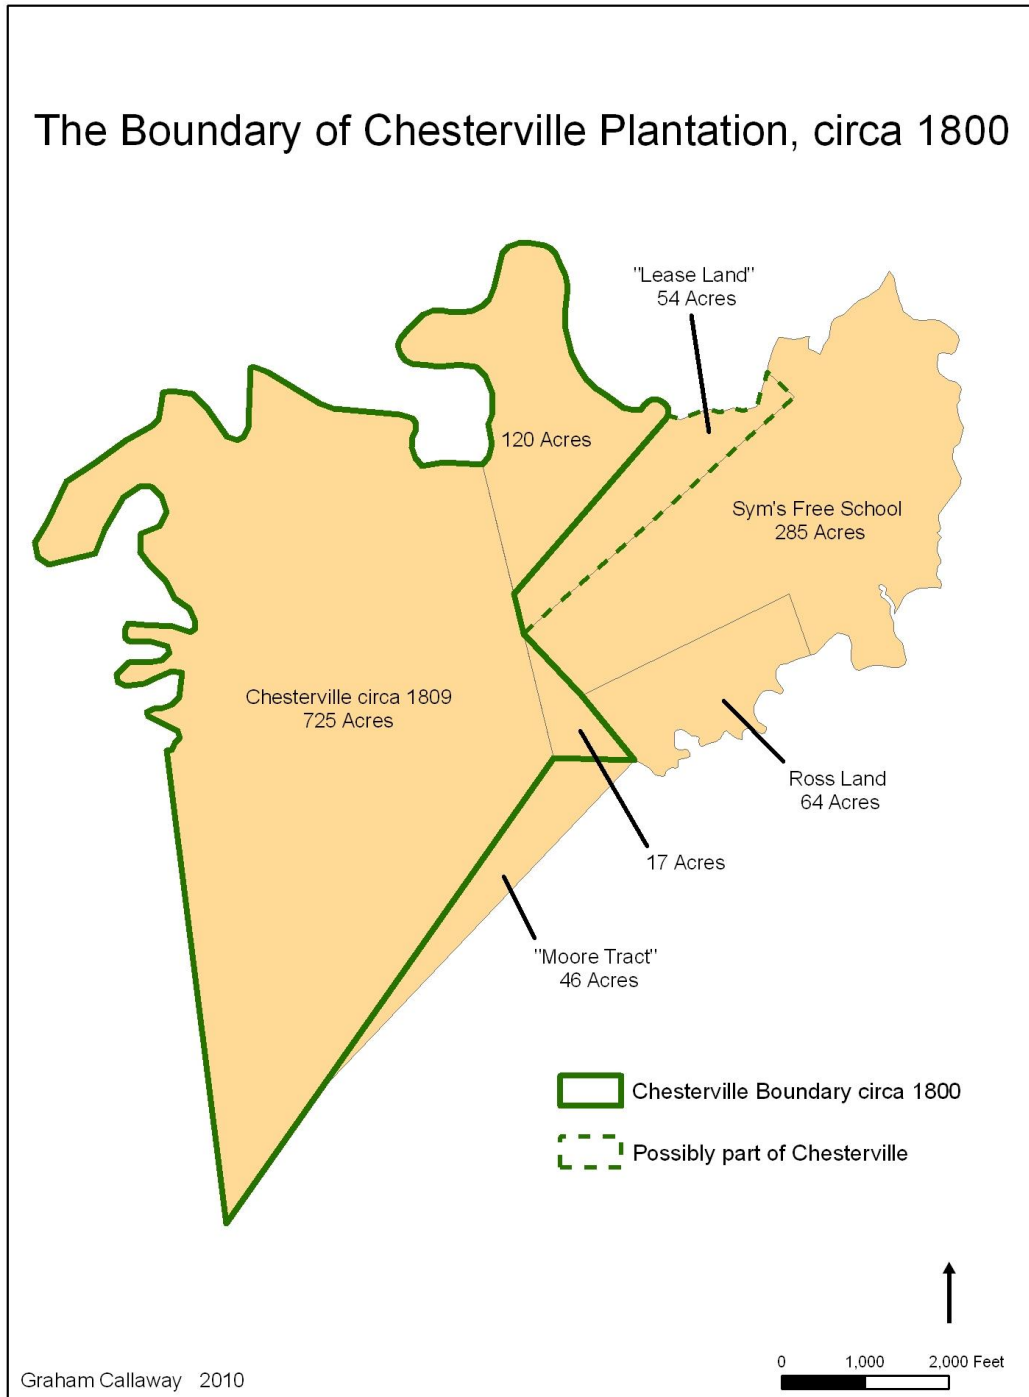 The Boundary of Chesterville Plantation, circa 1800
"Lease Land"
54 Acres
120 Acres
Sym's Free School
285 Acres
Chesterville circa 1809
725 Acres
Ross Land
64 Acres
17 Acres
"Moore Tract"
46 Acres
Chesterville Boundary circa 1800
Possibly part of Chesterville
0 1,000 2,000 Feet
Graham Callaway 2010